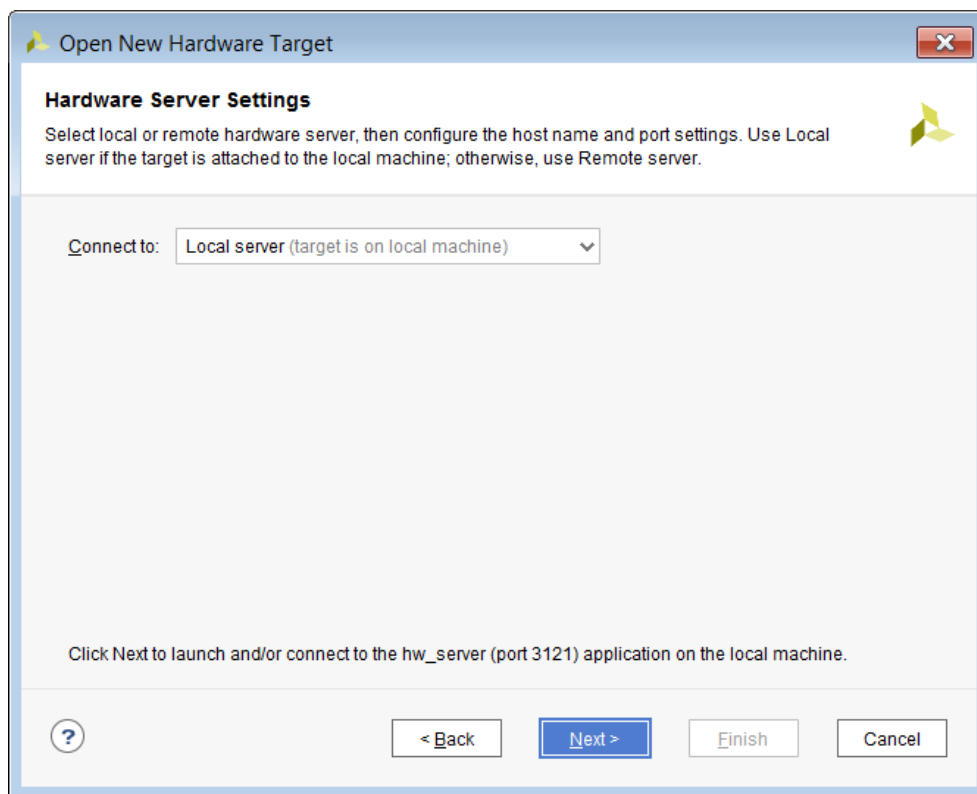 Open New Hardware Target
Hardware Server Settings
Select local or remote hardware server, then configure the host name and port settings. Use Local
server if the target is attached to the local machine; otherwise, use Remote server.
Connect to: Local server (target is on local machine)
Click Next to launch and/or connect to the hw_server (port 3121) application on the local machine.
? < Back Next > Finish Cancel